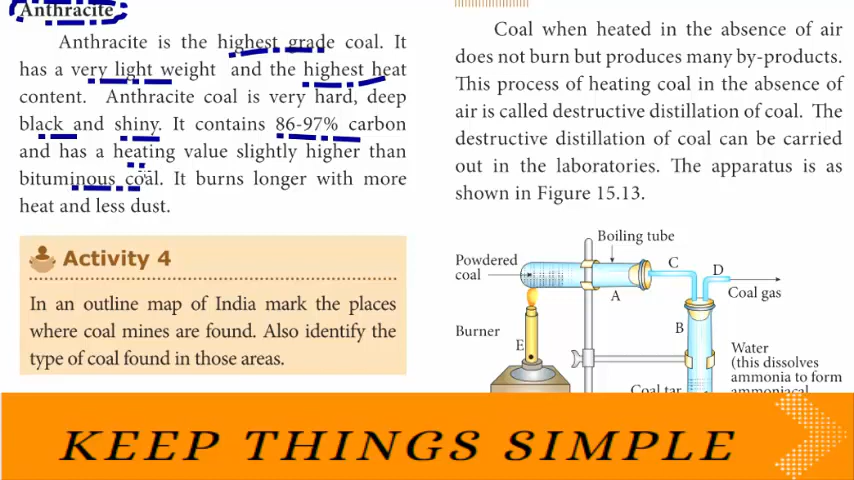 Anthracite
Anthracite is the highest grade coal. It
has a very light weight and the highest heat
content. Anthracite coal is very hard, deep
black and shiny. It contains 86-97% carbon
and has a heating value slightly higher than
bituminous coal. It burns longer with more
heat and less dust.
Activity 4
In an outline map of India mark the places
where coal mines are found. Also identify the
type of coal found in those areas.
Coal when heated in the absence of air
does not burn but produces many by-products.
This process of heating coal in the absence of
air is called destructive distillation of coal. The
destructive distillation of coal can be carried
out in the laboratories. The apparatus is as
shown in Figure 15.13.
Boiling tube
Powdered
coal
C
D
A
Coal gas
B
Burner
E
Water
(this dissolves
ammonia to form
ammoniacal
Coal tar
KEEP THINGS SIMPLE